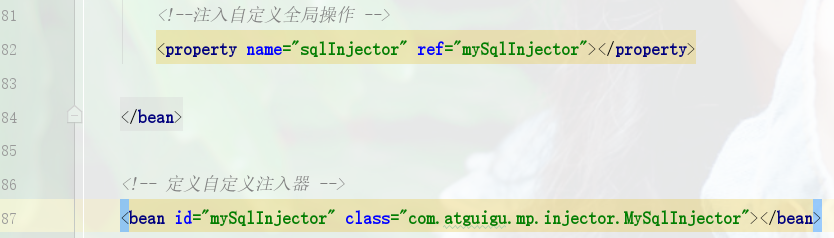 81 <!--注入自定义全局操作 -->
82 <property name="sqlInjector" ref="mySqlInjector"></property>
83
84 </bean>
85
86 <!-- 定义自定义注入器 -->
87 <bean id="mySqlInjector" class="com.atguigu.mp.injector.MySqlInjector"></bean>